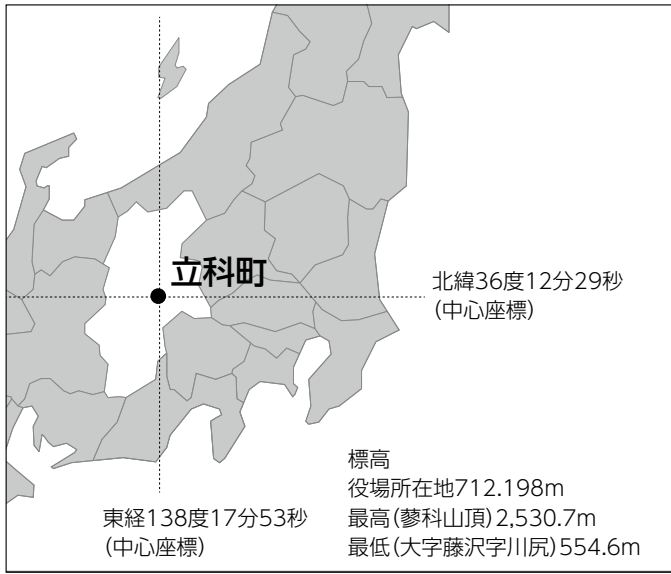 立科町
北緯36度12分29秒
(中心座標)
東経138度17分53秒
(中心座標)
標高
役場所在地712.198m
最高(蓼科山頂)2,530.7m
最低(大字藤沢字川尻)554.6m